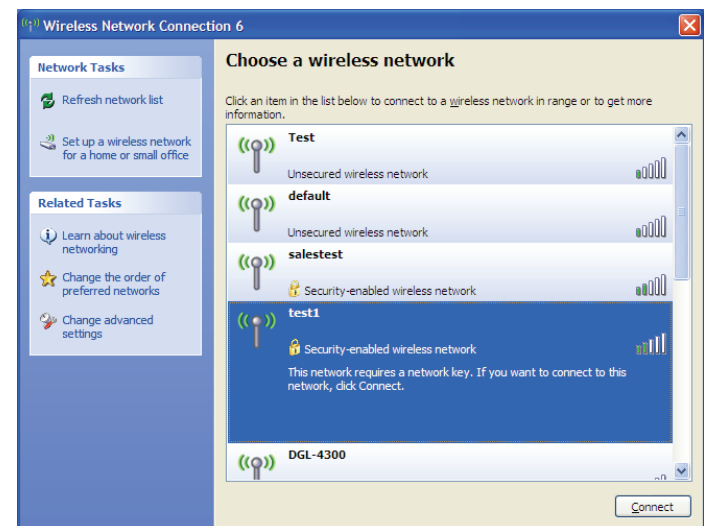 Wireless Network Connection 6
Network Tasks
Refresh network list
Set up a wireless network
for a home or small office
Related Tasks
Learn about wireless
networking
Change the order of
preferred networks
Change advanced
settings
Choose a wireless network
Click an item in the list below to connect to a wireless network in range or to get more
information.
Test
Unsecured wireless network
default
Unsecured wireless network
salestest
Security-enabled wireless network
test1
Security-enabled wireless network
This network requires a network key. If you want to connect to this
network, click Connect.
DGL-4300
Connect